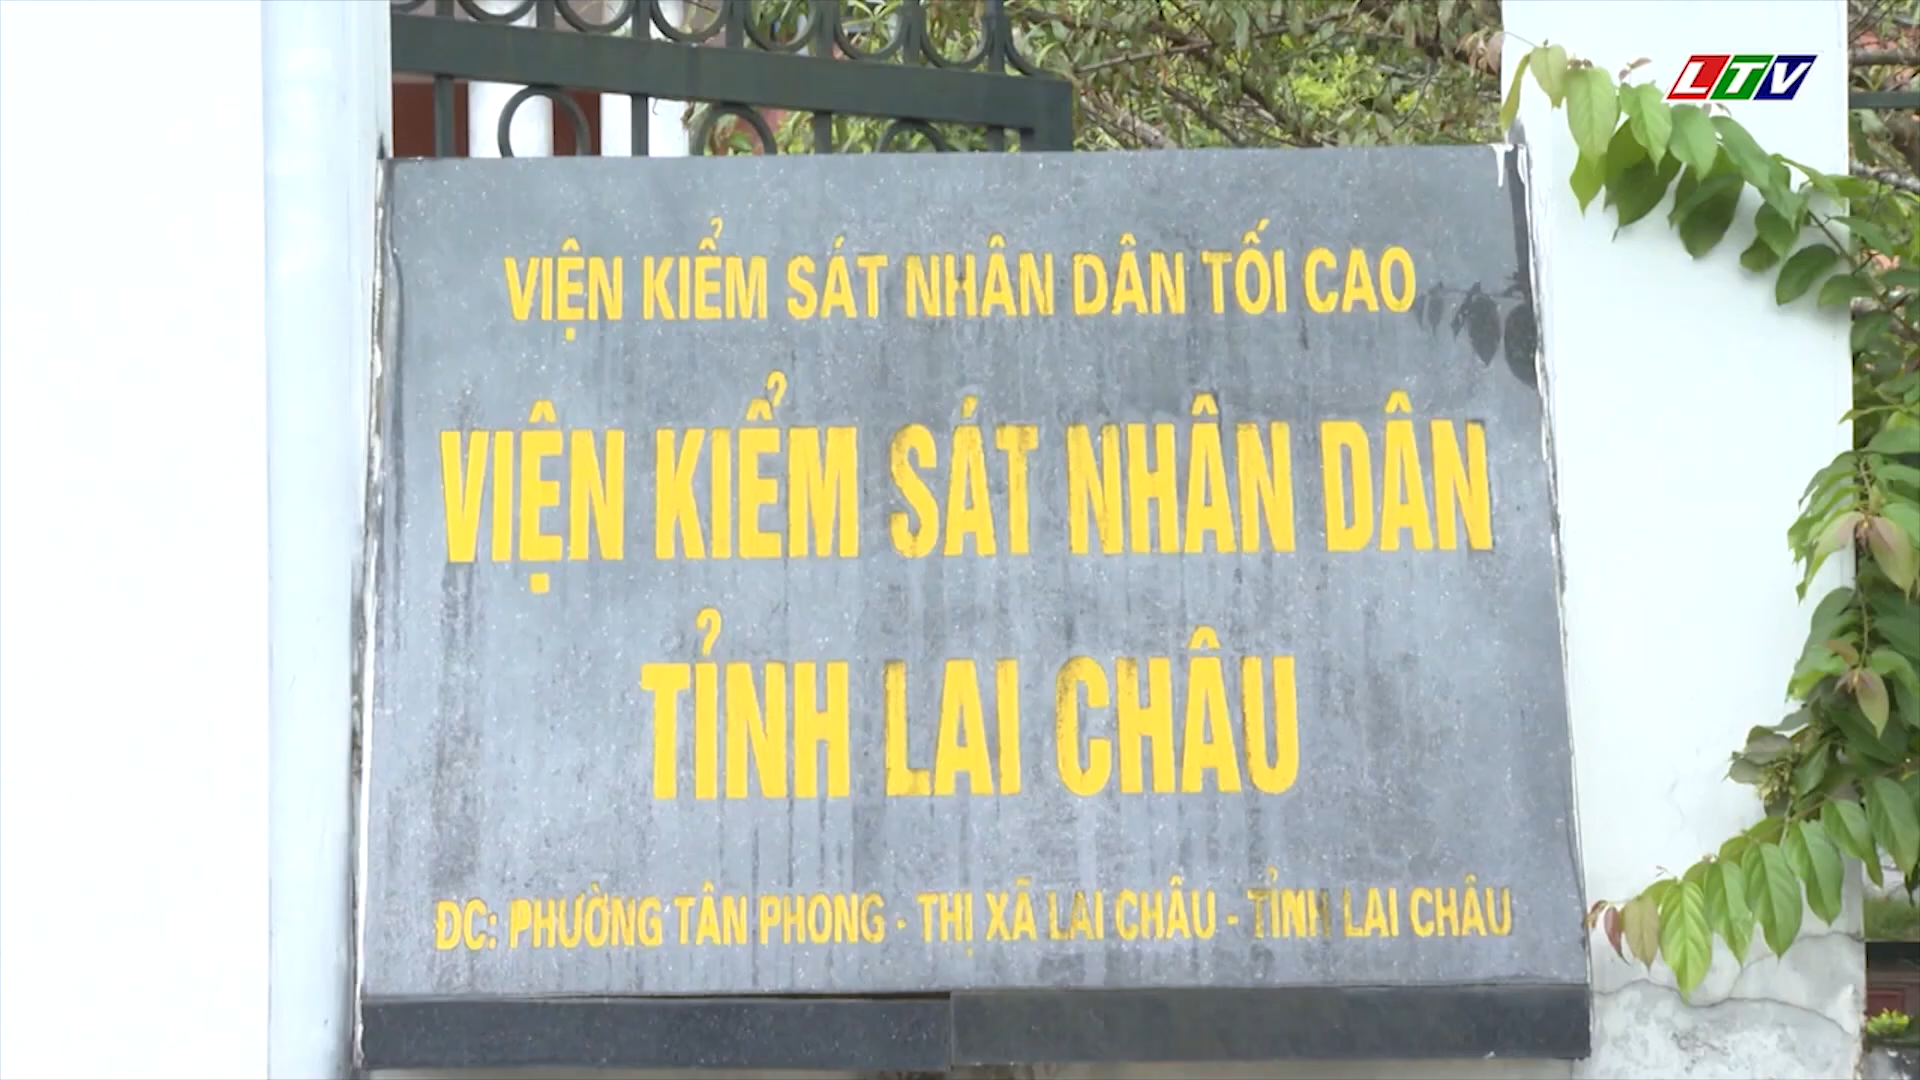 LTV
VIỆN KIỂM SÁT NHÂN DÂN TỐI CAO
VIỆN KIỂM SÁT NHÂN DÂN
TỈNH LAI CHÂU
ĐC: PHƯỜNG TÂN PHONG - THỊ XÃ LAI CHÂU - TỈNH LAI CHÂU